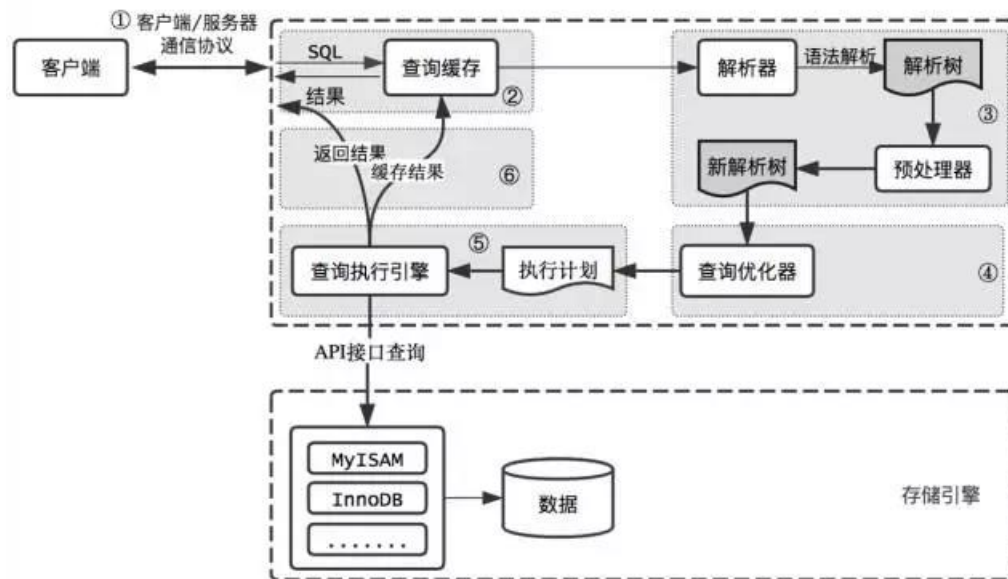 ① 客户端/服务器
通信协议
客户端
SQL
查询缓存
②
结果
解析器
语法解析
解析树
③
预处理器
新解析树
返回结果
缓存结果
⑥
查询执行引擎
⑤
执行计划
查询优化器
④
API接口查询
MyISAM
InnoDB
.......
数据
存储引擎